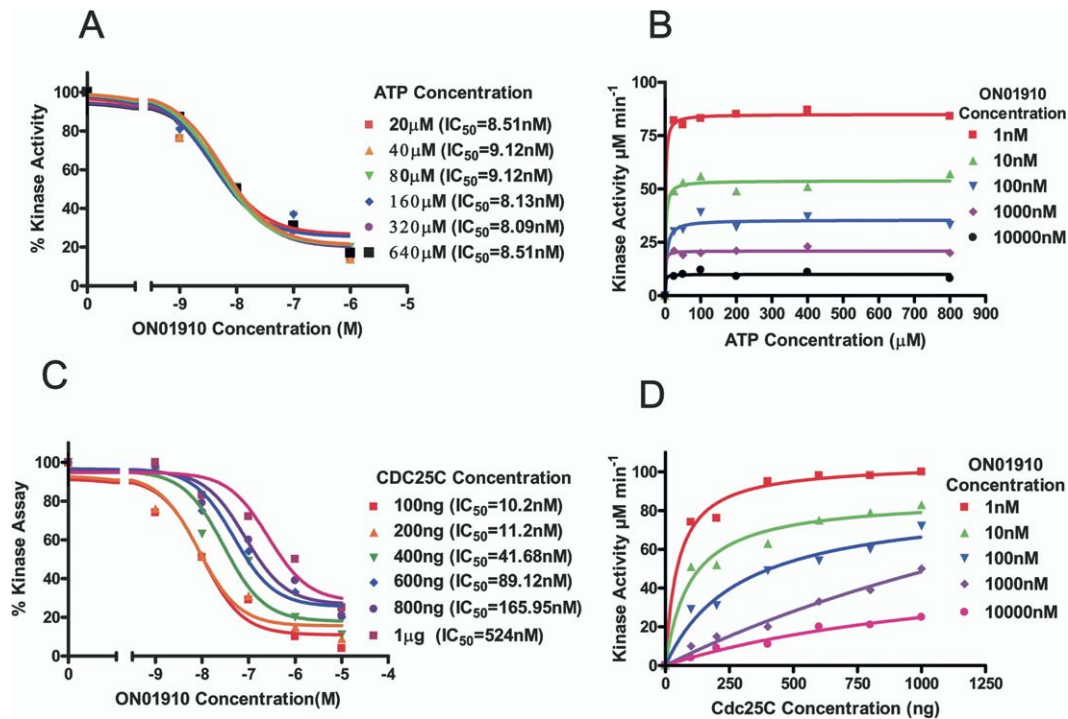 A
% Kinase Activity
100
80
60
40
20
0
0
-9
-8
-7
-6
-5
ON01910 Concentration (M)
ATP Concentration
20µM (IC50=8.51nM)
40µM (IC50=9.12nM)
80µM (IC50=9.12nM)
160µM (IC50=8.13nM)
320µM (IC50=8.09nM)
640µM (IC50=8.51nM)
B
Kinase Activity µM min-1
75
50
25
0
0
100
200
300
400
500
600
700
800
900
ATP Concentration (µM)
ON01910
Concentration
1nM
10nM
100nM
1000nM
10000nM
C
% Kinase Assay
100
80
60
40
20
0
0
-9
-8
-7
-6
-5
-4
ON01910 Concentration(M)
CDC25C Concentration
100ng (IC50=10.2nM)
200ng (IC50=11.2nM)
400ng (IC50=41.68nM)
600ng (IC50=89.12nM)
800ng (IC50=165.95nM)
1µg (IC50=524nM)
D
Kinase Activity µM min-1
100
80
60
40
20
0
0
250
500
750
1000
1250
Cdc25C Concentration (ng)
ON01910
Concentration
1nM
10nM
100nM
1000nM
10000nM